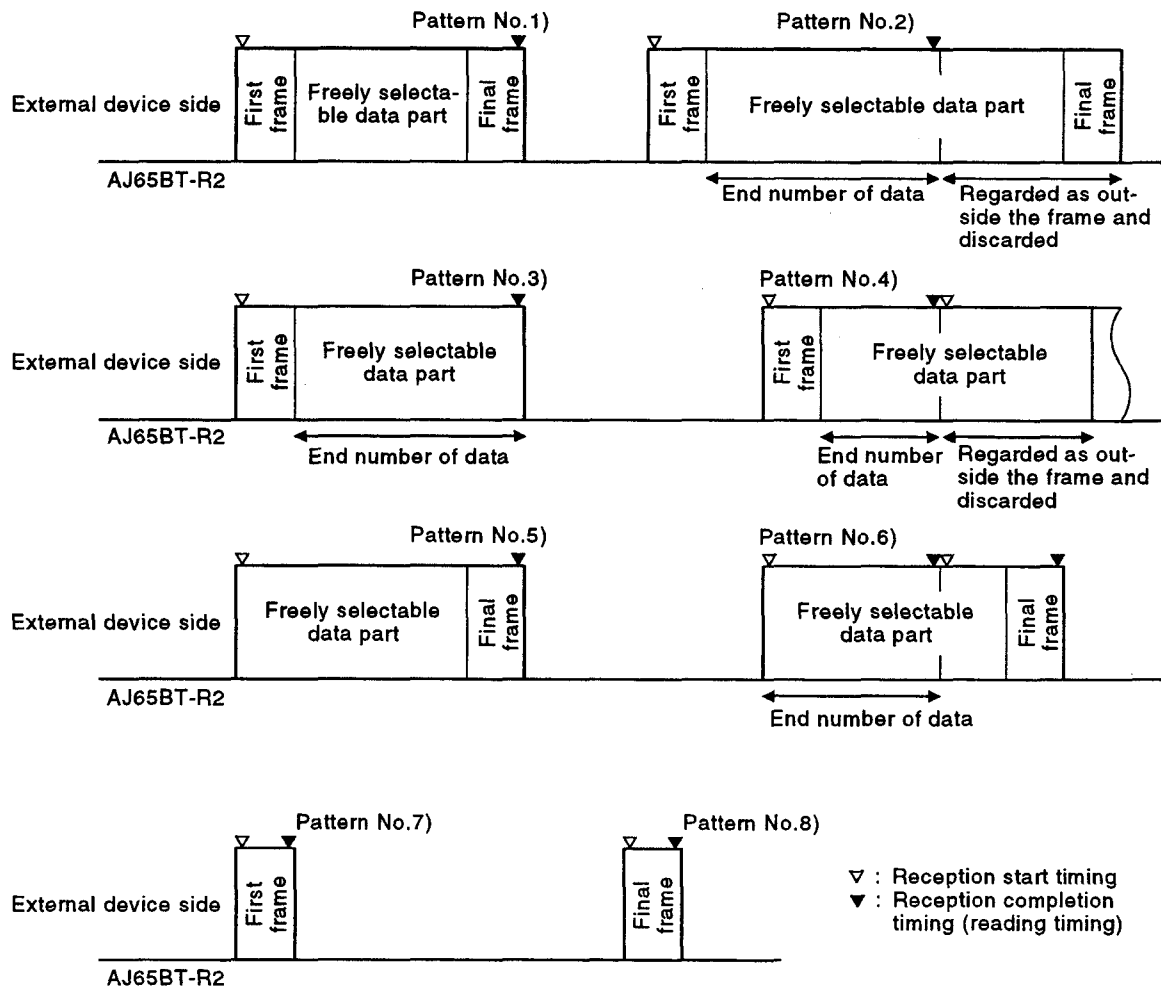 Pattern No.1)
Pattern No.2)
External device side
First
frame
Freely selecta-
ble data part
Final
frame
First
frame
Freely selectable data part
Final
frame
AJ65BT-R2
End number of data
Regarded as out-
side the frame and
discarded
Pattern No.3)
Pattern No.4)
External device side
First
frame
Freely selectable
data part
First
frame
Freely selectable
data part
AJ65BT-R2
End number of data
End number
of data
Regarded as out-
side the frame and
discarded
Pattern No.5)
Pattern No.6)
External device side
Freely selectable
data part
Final
frame
Freely selectable
data part
Final
frame
AJ65BT-R2
End number of data
Pattern No.7)
Pattern No.8)
External device side
First
frame
Final
frame
▽ : Reception start timing
▼ : Reception completion
timing (reading timing)
AJ65BT-R2